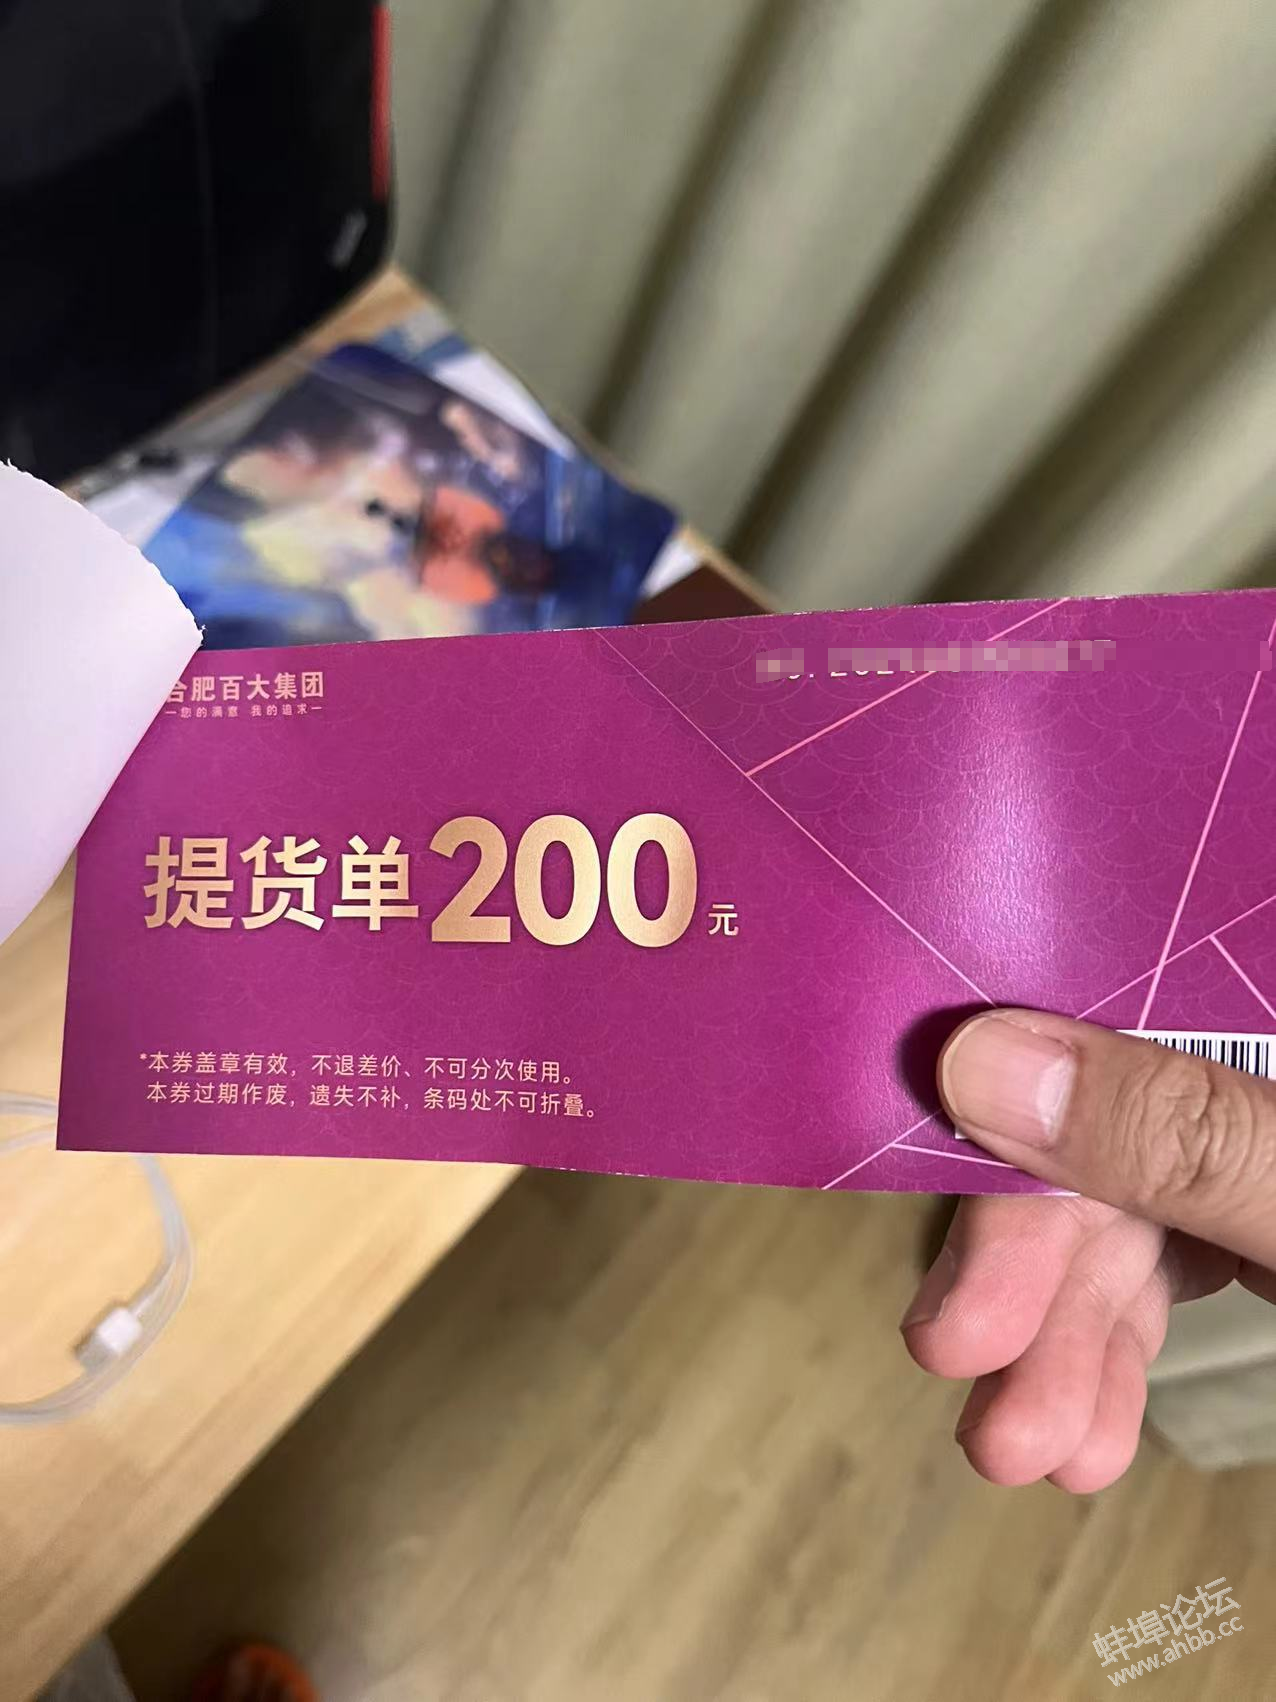 合肥百大集团
一您的满意 我的追求一
提货单200元
*本券盖章有效，不退差价、不可分次使用。
本券过期作废，遗失不补，条码处不可折叠。
蚌埠论坛
www.ahbb.cc